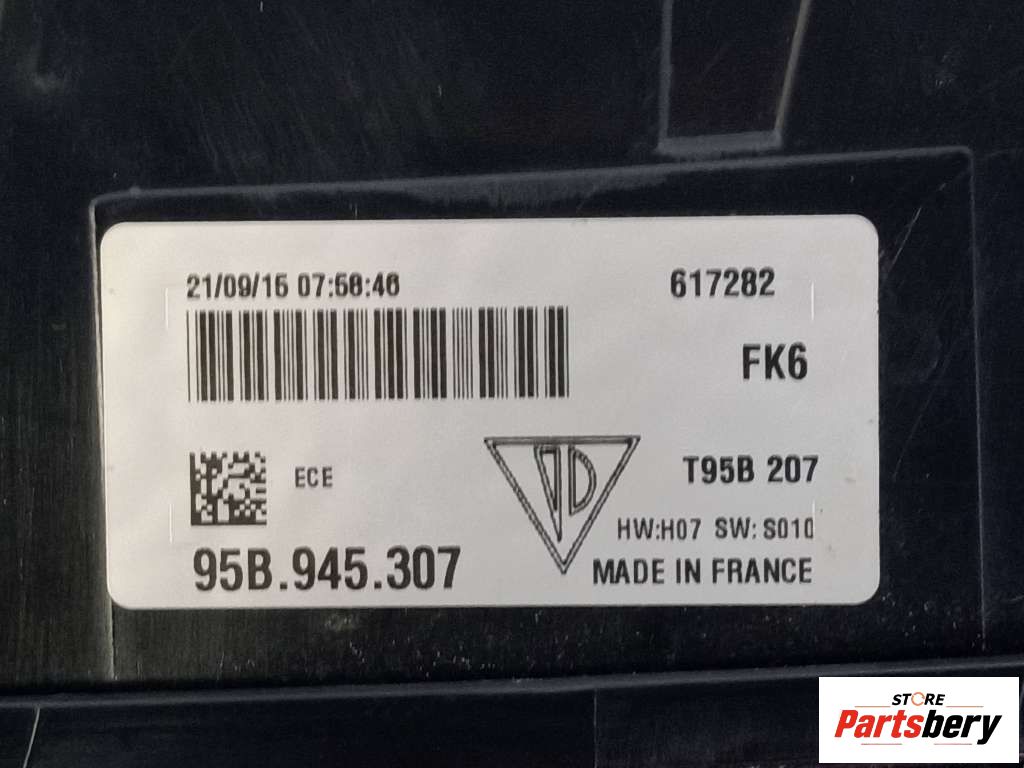 21/09/15 07:58:46
617282
FK6
ECE
T95B 207
HW:H07 SW:S010
95B.945.307
MADE IN FRANCE
STORE
Partsbery